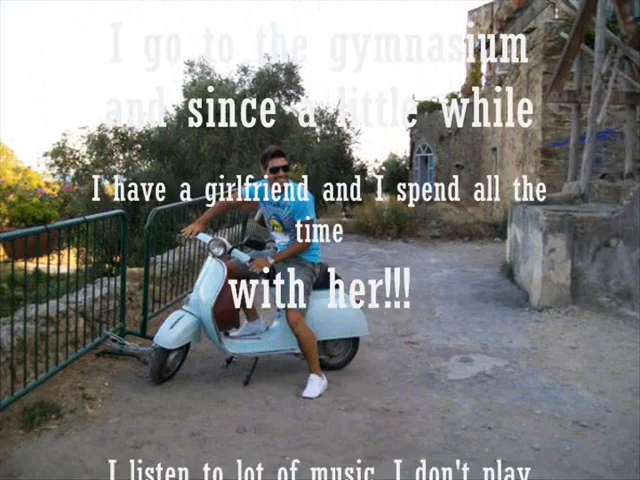 I go to the gymnasium
and since a little while
I have a girlfriend and I spend all the
time
with her!!!
I listen to lot of music, I don't play